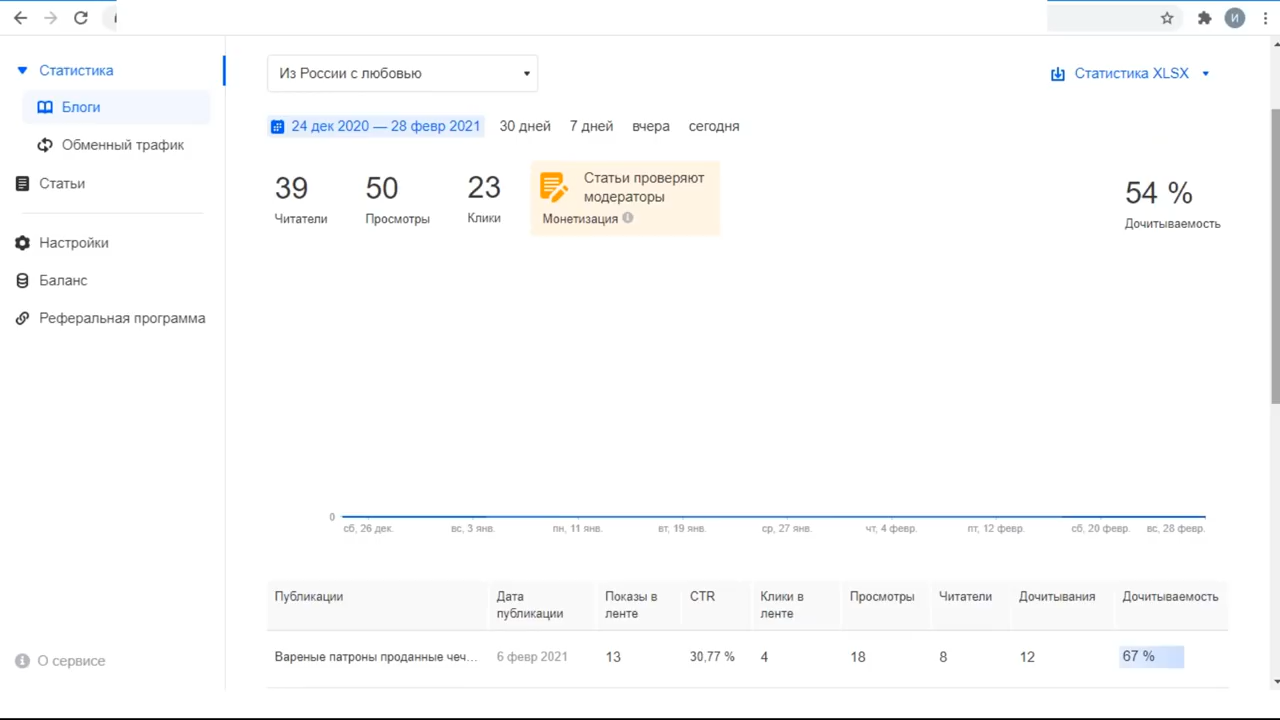 И
Статистика
Блоги
Обменный трафик
Статьи
Настройки
Баланс
Реферальная программа
О сервисе
Из России с любовью
Статистика XLSX
24 дек 2020 — 28 февр 2021 30 дней 7 дней вчера сегодня
39 50 23 54 %
Читатели Просмотры Клики Дочитываемость
Статьи проверяют
модераторы
Монетизация
0
сб, 26 дек. вс, 3 янв. пн, 11 янв. вт, 19 янв. ср, 27 янв. чт, 4 февр. пт, 12 февр. сб, 20 февр. вс, 28 февр.
Публикации Дата публикации Показы в ленте CTR Клики в ленте Просмотры Читатели Дочитывания Дочитываемость
Вареные патроны проданные чеч... 6 февр 2021 13 30,77 % 4 18 8 12 67 %